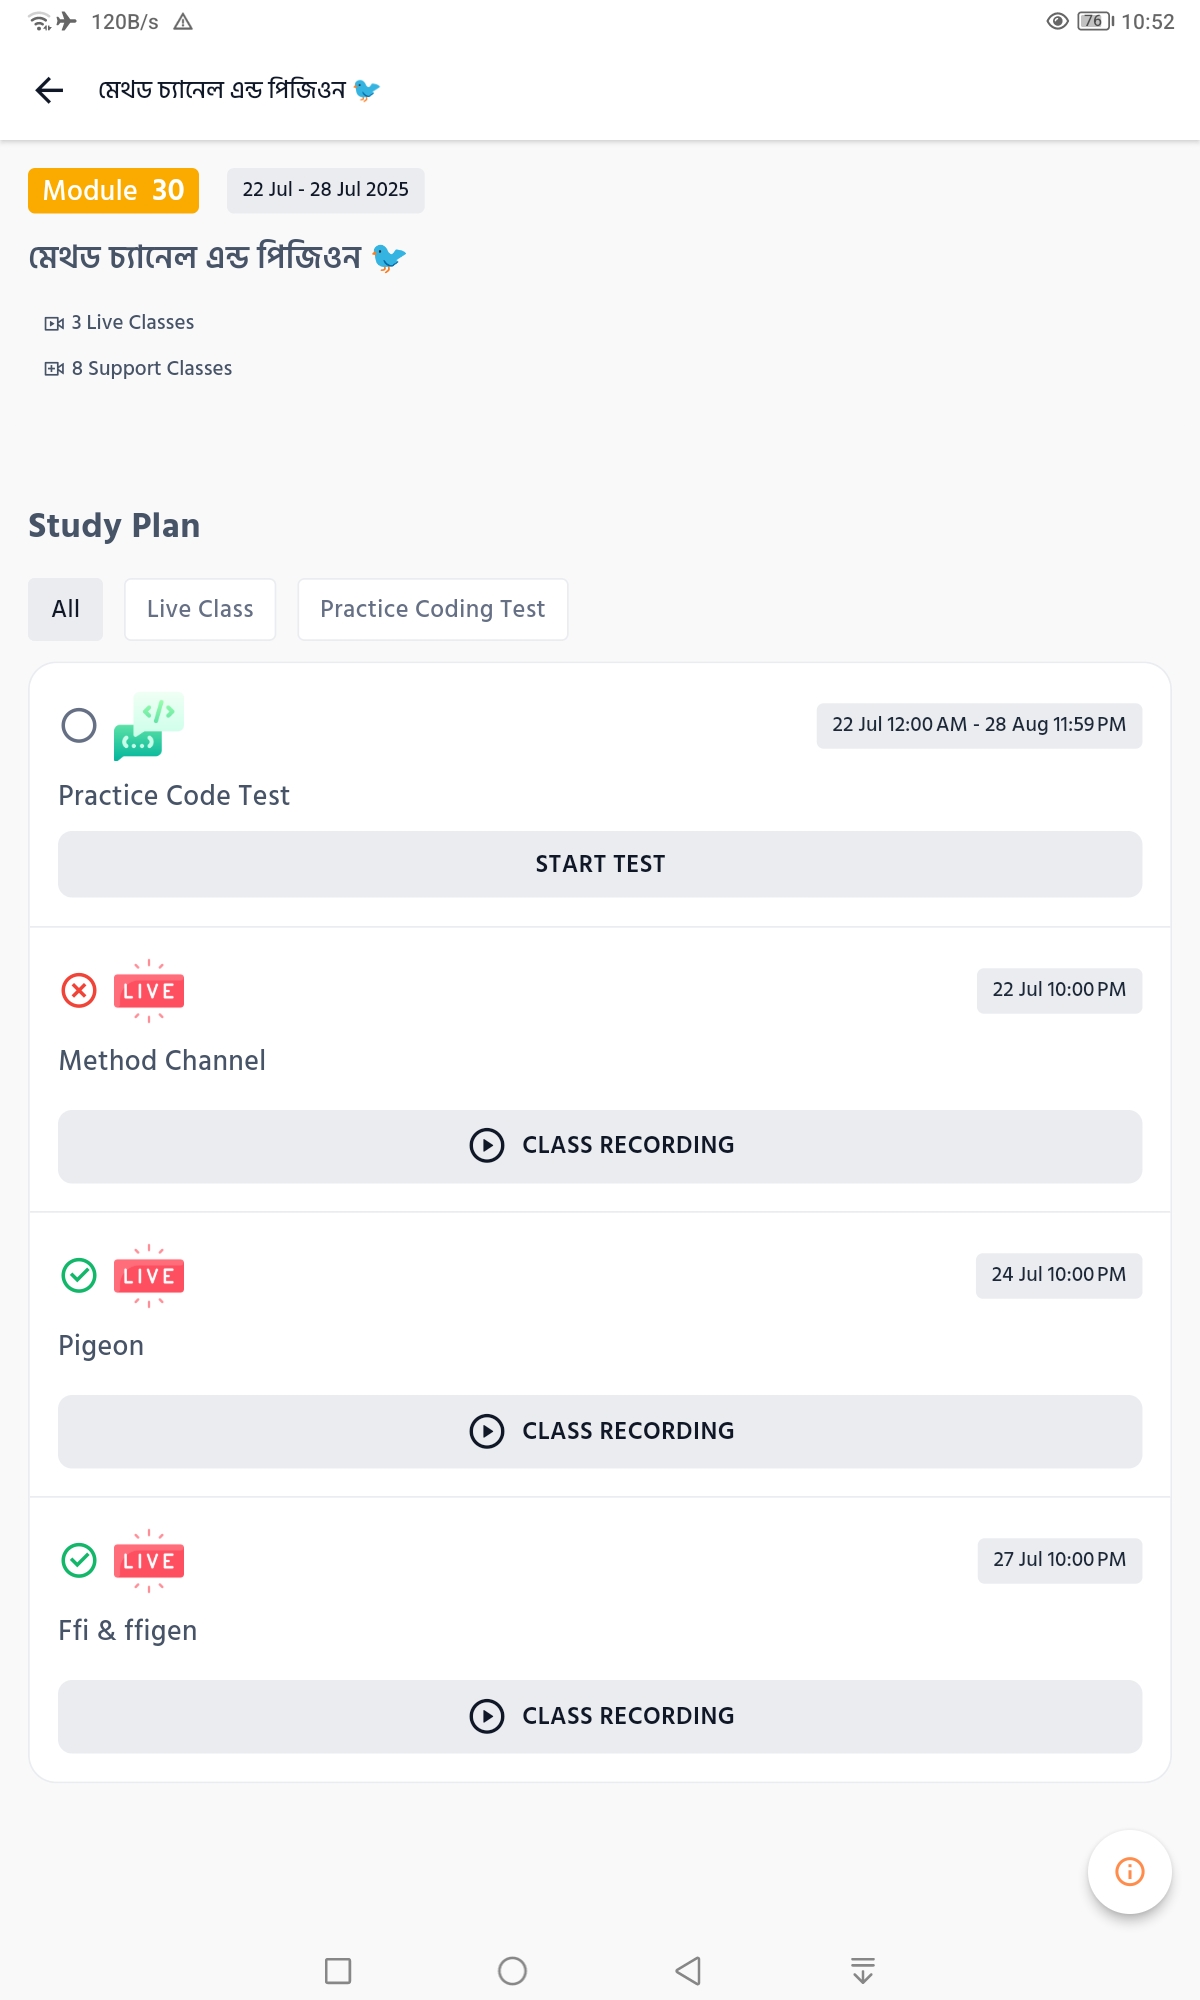 120B/s 76 10:52
মেথড চ্যানেল এন্ড পিজিওন 🐦
Module 30 22 Jul - 28 Jul 2025
মেথড চ্যানেল এন্ড পিজিওন 🐦
3 Live Classes
8 Support Classes
Study Plan
All Live Class Practice Coding Test
22 Jul 12:00 AM - 28 Aug 11:59 PM
Practice Code Test
START TEST
LIVE 22 Jul 10:00 PM
Method Channel
CLASS RECORDING
LIVE 24 Jul 10:00 PM
Pigeon
CLASS RECORDING
LIVE 27 Jul 10:00 PM
Ffi & ffigen
CLASS RECORDING